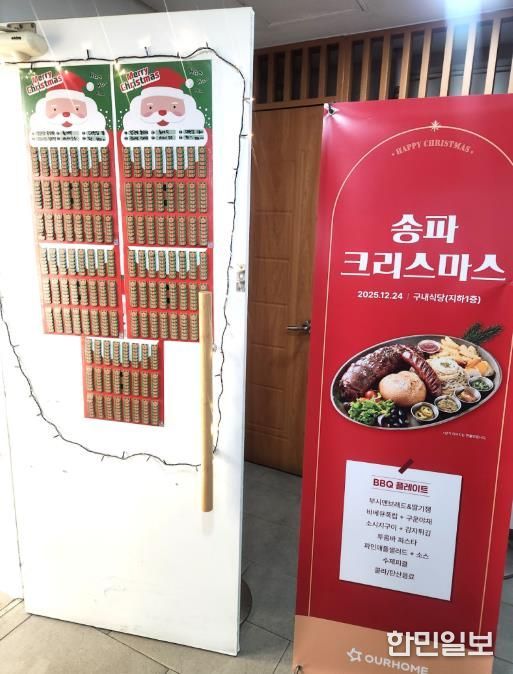 Merry
Christmas
Merry
Christmas
HAPPY CHRISTMAS
송파
크리스마스
2025.12.24 | 구내식당(지하1층)
BBQ 플레이트
부시맨브레드&딸기잼
바베큐폭립 + 구운야채
소시지구이 + 감자튀김
투움바 파스타
파인애플샐러드 + 소스
수제피클
콜라/탄산음료
OURHOME
한민일보